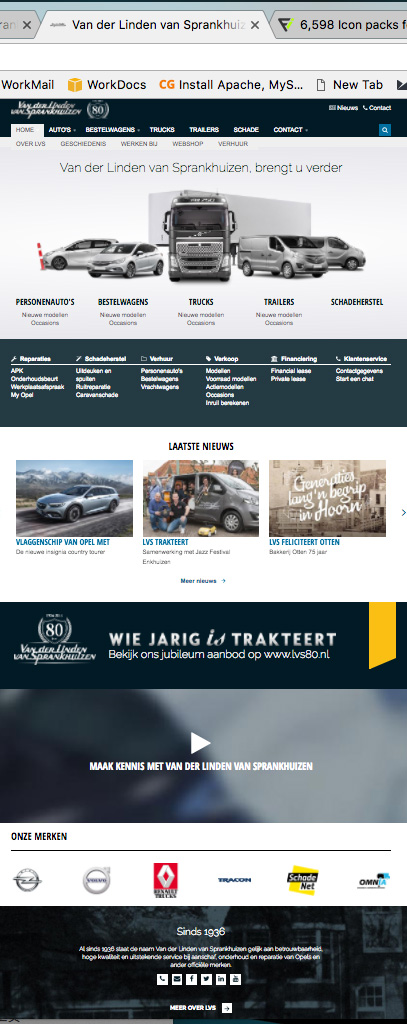 Van der Linden van Sprankhuiz
6,598 Icon packs f
WorkMail WorkDocs CG Install Apache, MyS... New Tab
Van der Linden van Sprankhuizen 80
Nieuws Contact
HOME AUTO'S BESTELWAGENS TRUCKS TRAILERS SCHADE CONTACT
OVER LVS GESCHIEDENIS WERKEN BIJ WEBSHOP VERHUUR
Van der Linden van Sprankhuizen, brengt u verder
PERSONENAUTO'S BESTELWAGENS TRUCKS TRAILERS SCHADEHERSTEL
Nieuwe modellen Nieuwe modellen Nieuwe modellen Nieuwe modellen
Occasions Occasions Occasions Occasions
Reparaties
APK
Onderhoudsbeurt
Werkplaatsafspraak
My Opel
Schadeherstel
Uitdeuken en
spuiten
Ruitreparatie
Caravanschade
Verhuur
Personenauto's
Bestelwagens
Vrachtwagens
Verkoop
Modellen
Voorraad modellen
Actiemodellen
Occasions
Inruil berekenen
Financiering
Financial lease
Private lease
Klantenservice
Contactgegevens
Start een chat
LAATSTE NIEUWS
Generaties
lang 'n begrip
in Hoorn
VLAGGENSCHIP VAN OPEL MET
De nieuwe insignia country tourer
LVS TRAKTEERT
Samenwerking met Jazz Festival
Enkhuizen
LVS FELICITEERT OTTEN
Bakkerij Otten 75 jaar
Meer nieuws
80
Van der Linden
van Sprankhuizen
WIE JARIG is TRAKTEERT
Bekijk ons jubileum aanbod op www.lvs80.nl
MAAK KENNIS MET VAN DER LINDEN VAN SPRANKHUIZEN
ONZE MERKEN
VOLVO
RENAULT
TRUCKS
TRACON
Schade
Net
OMNIA
Sinds 1936
Al sinds 1936 staat de naam Van der Linden van Sprankhuizen gelijk aan betrouwbaarheid,
hoge kwaliteit en uitstekende service bij aanschaf, onderhoud en reparatie van Opels en
ander officiële merken.
MEER OVER LVS